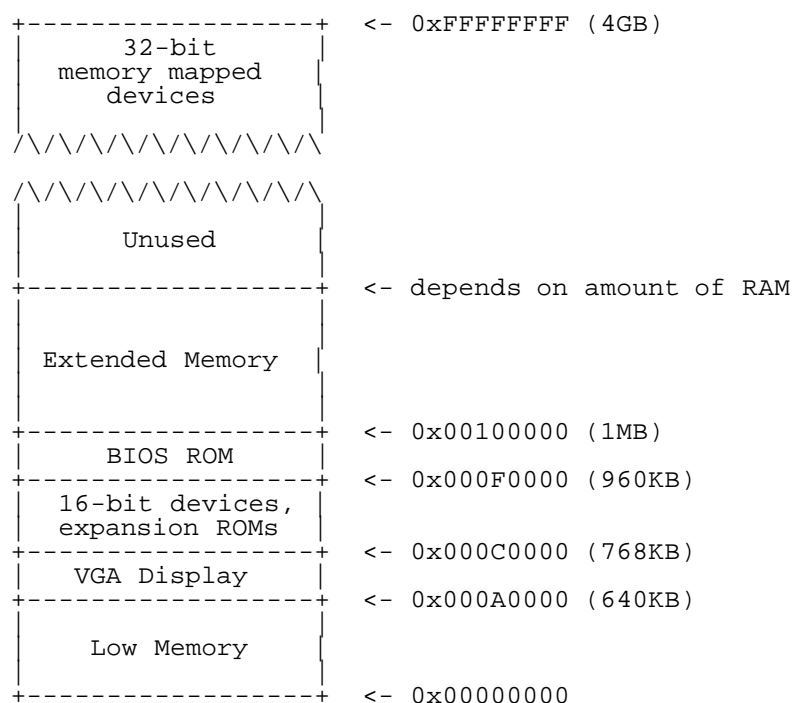 +------------------+  <- 0xFFFFFFFF (4GB)
|      32-bit      |
|  memory mapped   |
|     devices      |
|                  |
/\/\/\/\/\/\/\/\/\/\
/\/\/\/\/\/\/\/\/\/\
|                  |
|      Unused      |
|                  |
+------------------+  <- depends on amount of RAM
|                  |
|                  |
| Extended Memory  |
|                  |
|                  |
+------------------+  <- 0x00100000 (1MB)
|     BIOS ROM     |
+------------------+  <- 0x000F0000 (960KB)
|  16-bit devices, |
|  expansion ROMs  |
+------------------+  <- 0x000C0000 (768KB)
|   VGA Display    |
+------------------+  <- 0x000A0000 (640KB)
|                  |
|    Low Memory    |
|                  |
+------------------+  <- 0x00000000